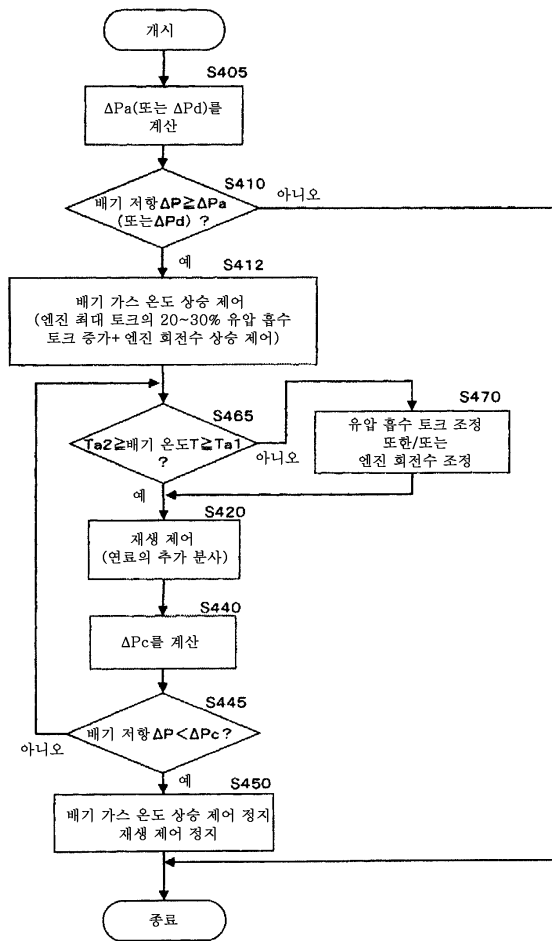 개시
S405
ΔPa(또는 ΔPd)를
계산
S410
배기 저항ΔP≧ΔPa
(또는ΔPd) ?
아니오
예
S412
배기 가스 온도 상승 제어
(엔진 최대 토크의 20~30% 유압 흡수
토크 증가+ 엔진 회전수 상승 제어)
S465
Ta2≧배기 온도T≧Ta1
?
아니오
예
S470
유압 흡수 토크 조정
또한/또는
엔진 회전수 조정
S420
재생 제어
(연료의 추가 분사)
S440
ΔPc를 계산
S445
배기 저항ΔP<ΔPc?
아니오
예
S450
배기 가스 온도 상승 제어 정지
재생 제어 정지
종료